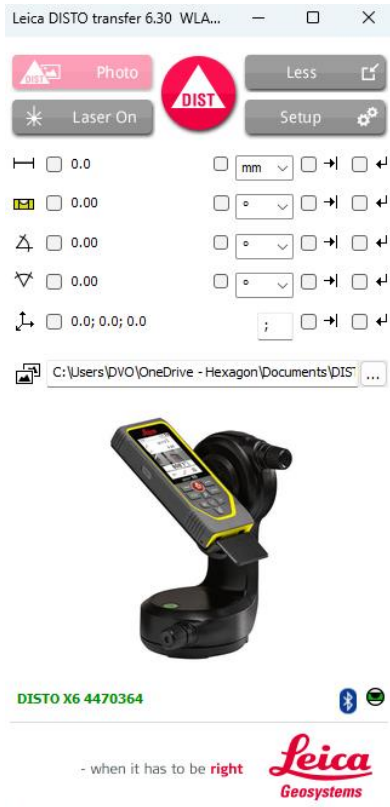 Leica DISTO transfer 6.30 WLA...
DIST Photo
Less
DIST
Laser On
Setup
0.0 mm
0.00 °
0.00 °
0.00 °
0.0; 0.0; 0.0 ;
C:\Users\DVO\OneDrive - Hexagon\Documents\DIST ...
Leica
DISTO X6 4470364
- when it has to be right
Leica
Geosystems